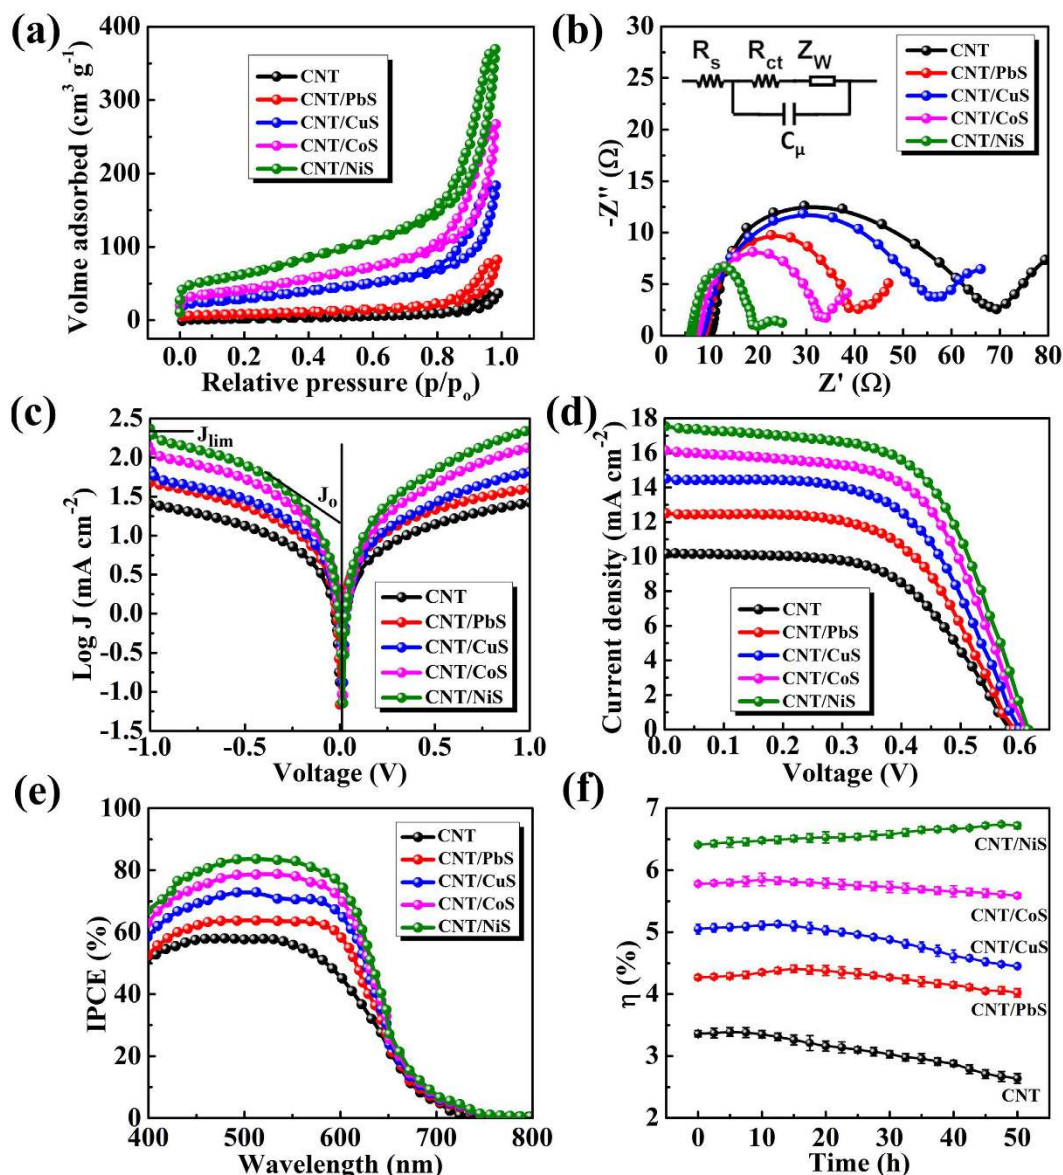 (a)
Volme adsorbed (cm³ g⁻¹)
400
300
200
100
0
CNT
CNT/PbS
CNT/CuS
CNT/CoS
CNT/NiS
0.0 0.2 0.4 0.6 0.8 1.0
Relative pressure (p/pₒ)
(b)
-Z'' (Ω)
30
25
20
15
10
5
0
Rₛ R_ct Z_W
C_μ
CNT
CNT/PbS
CNT/CuS
CNT/CoS
CNT/NiS
0 10 20 30 40 50 60 70 80
Z' (Ω)
(c)
Log J (mA cm⁻²)
2.5
2.0
1.5
1.0
0.5
0.0
-0.5
-1.0
-1.5
J_lim
Jₒ
CNT
CNT/PbS
CNT/CuS
CNT/CoS
CNT/NiS
-1.0 -0.5 0.0 0.5 1.0
Voltage (V)
(d)
Current density (mA cm⁻²)
18
16
14
12
10
8
6
4
2
0
CNT
CNT/PbS
CNT/CuS
CNT/CoS
CNT/NiS
0.0 0.1 0.2 0.3 0.4 0.5 0.6
Voltage (V)
(e)
IPCE (%)
100
80
60
40
20
0
CNT
CNT/PbS
CNT/CuS
CNT/CoS
CNT/NiS
400 500 600 700 800
Wavelength (nm)
(f)
η (%)
7
6
5
4
3
2
CNT/NiS
CNT/CoS
CNT/CuS
CNT/PbS
CNT
0 10 20 30 40 50
Time (h)